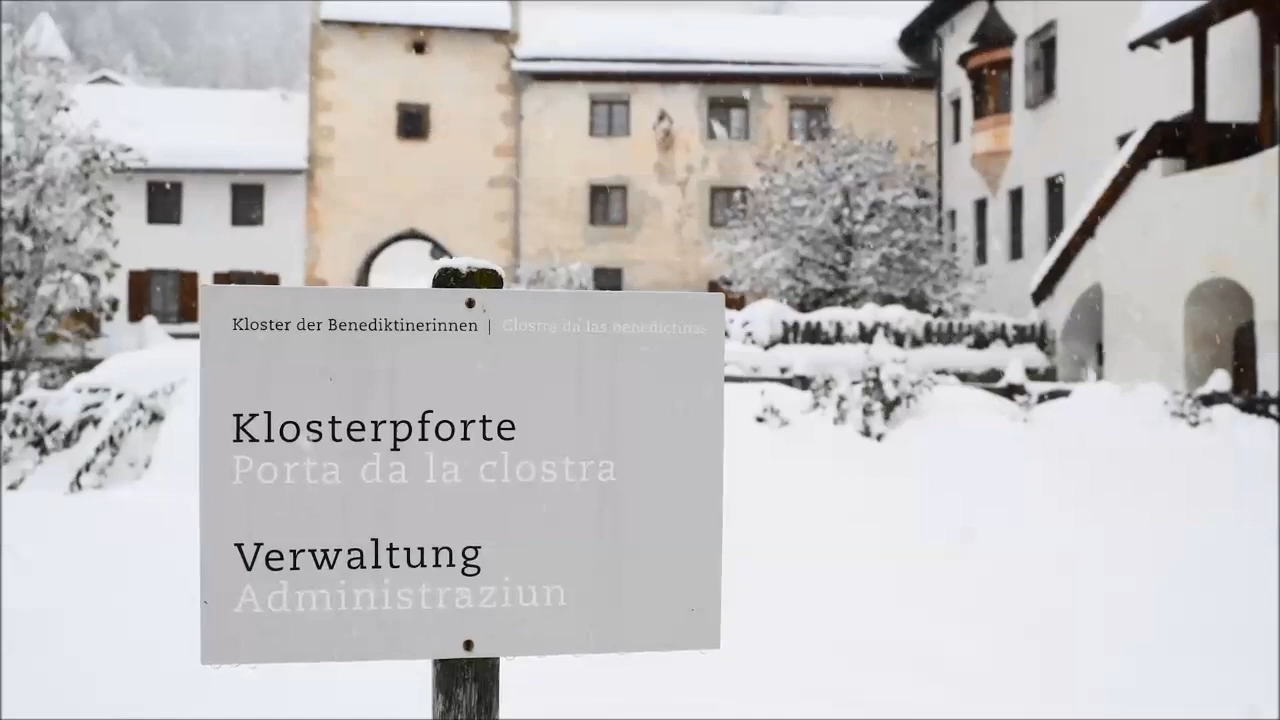 Kloster der Benediktinerinnen | Clostra da las benedictinas
Klosterpforte
Porta da la clostra
Verwaltung
Administraziun